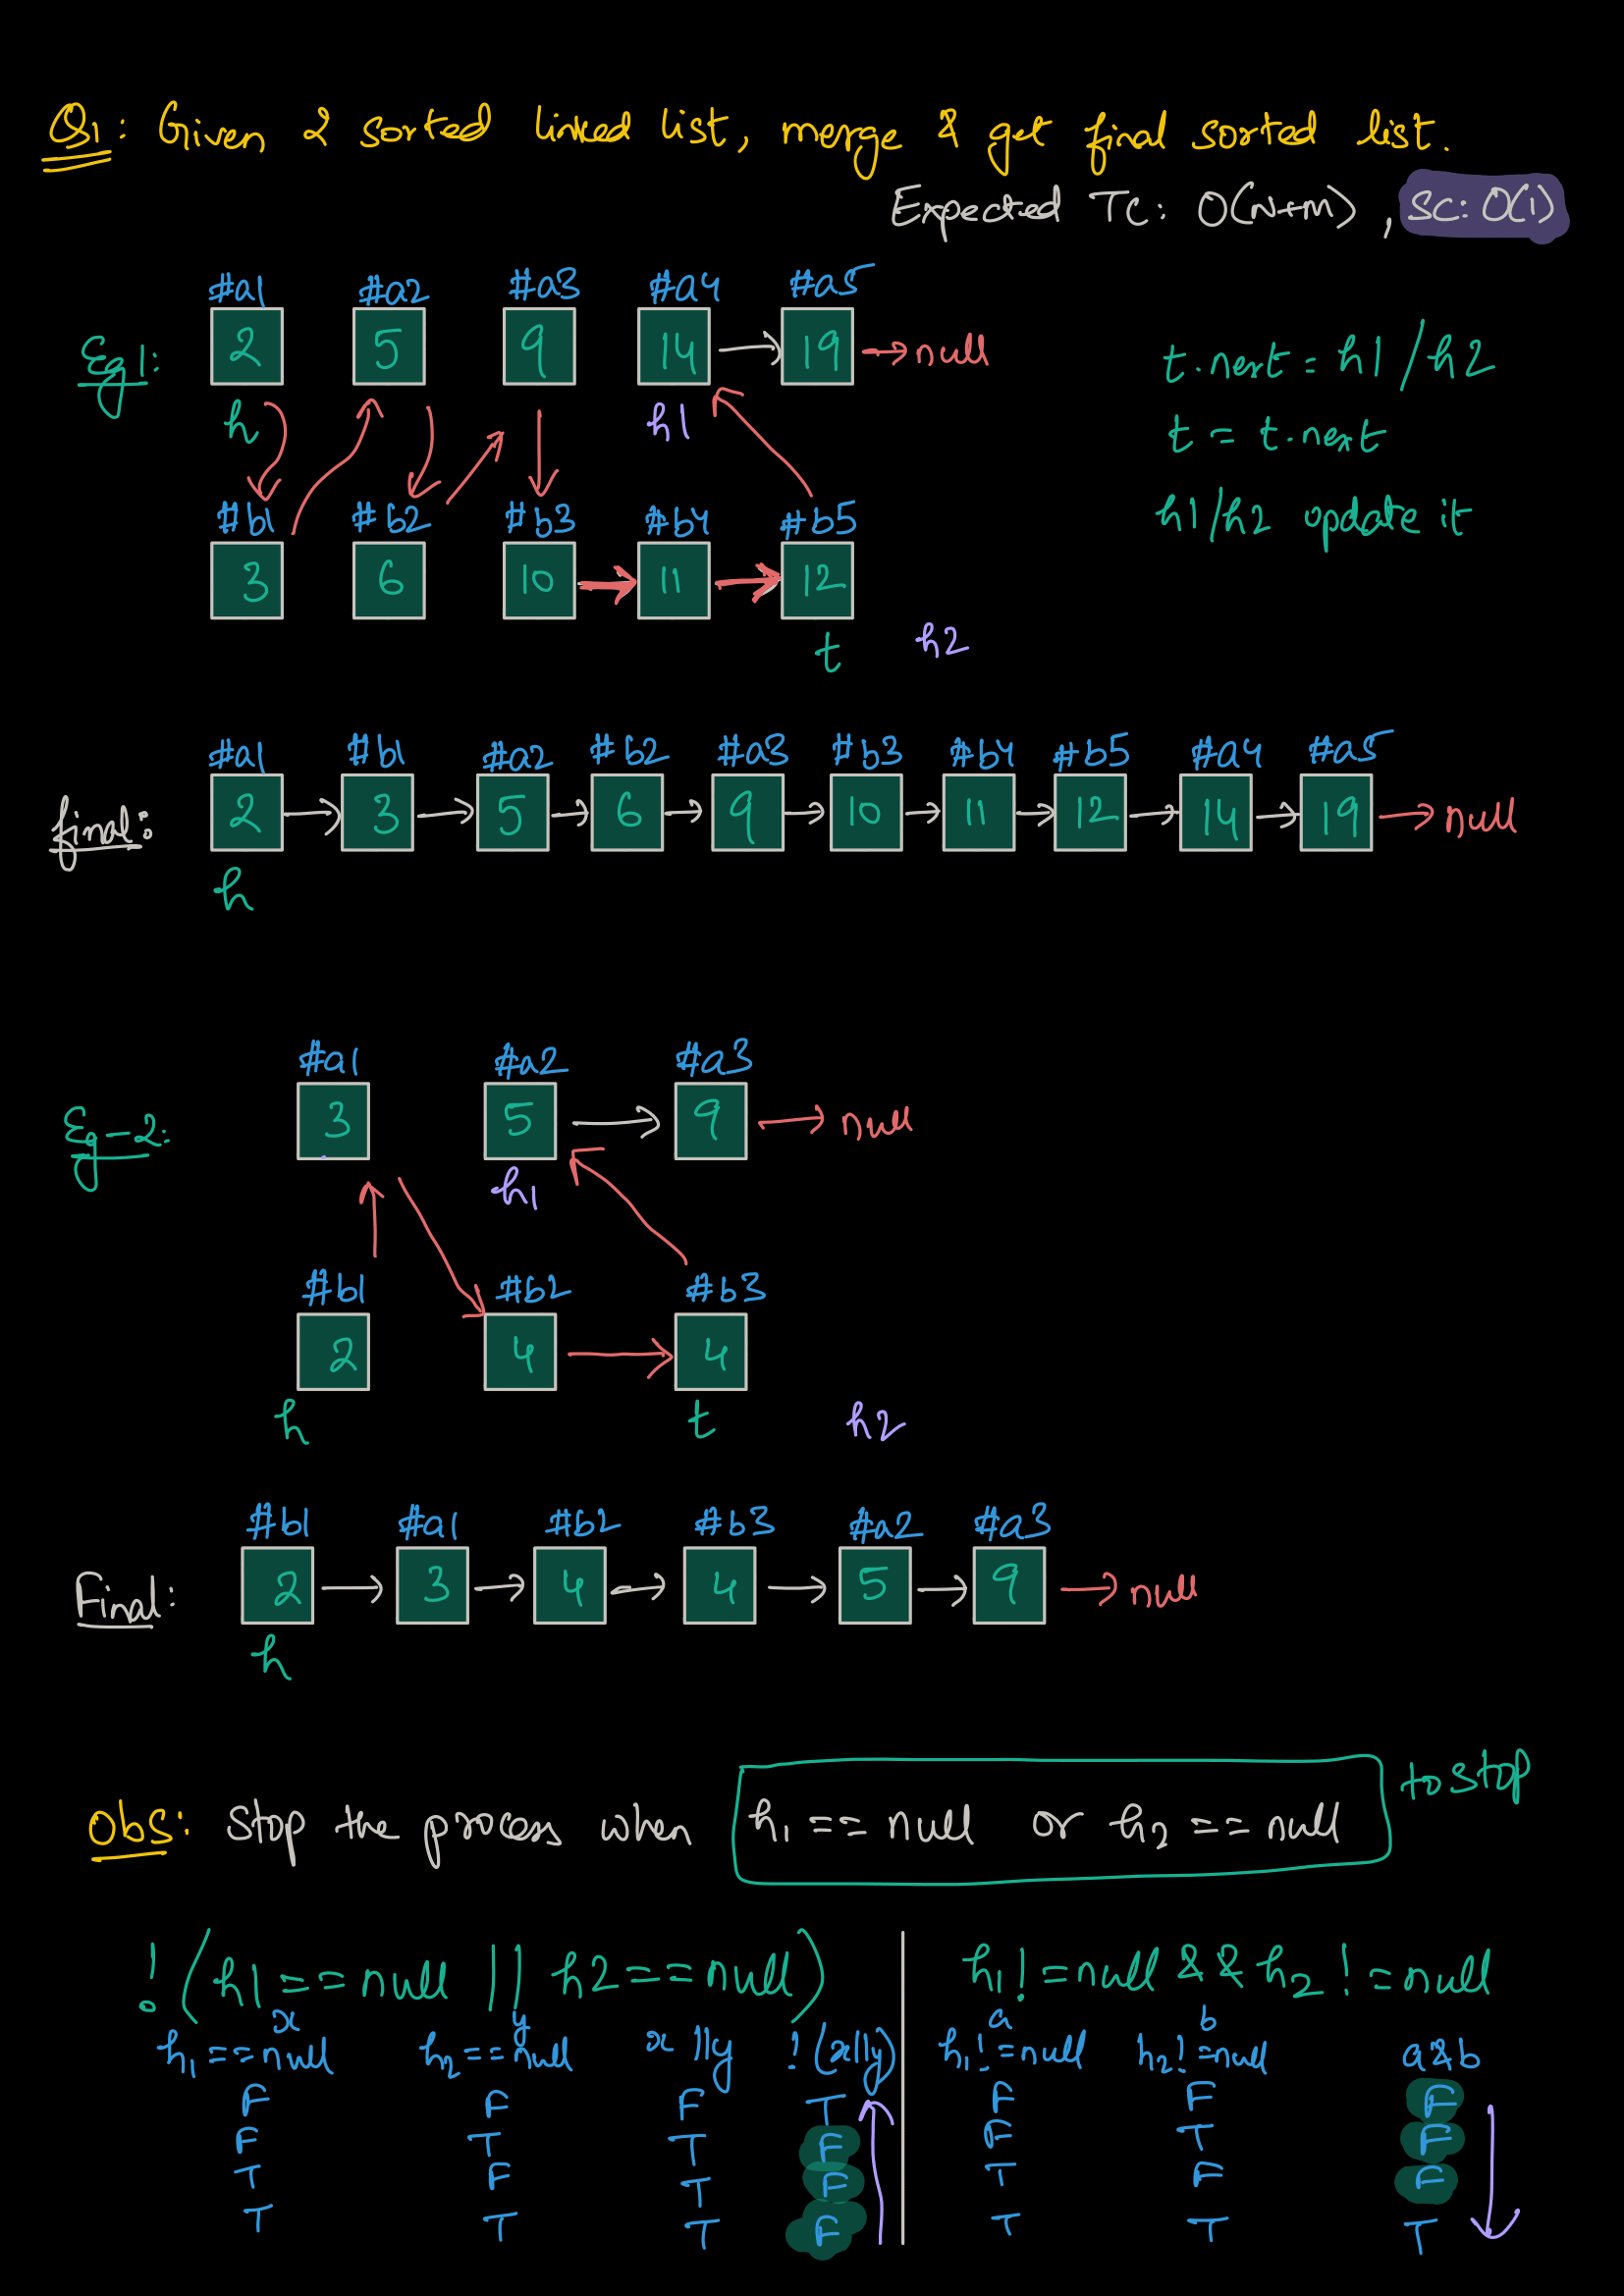 Q1: Given 2 sorted linked list, merge & get final sorted list.
Expected TC: O(N+M), SC: O(1)
#a1 #a2 #a3 #a4 #a5
Eg1: 2 5 9 14 19 null
t.next = h1/h2
h h1
t = t.next
#b1 #b2 #b3 #b4 #b5
h1/h2 update it
3 6 10 11 12
t h2
#a1 #b1 #a2 #b2 #a3 #b3 #b4 #b5 #a4 #a5
final: 2 3 5 6 9 10 11 12 14 19 null
h
#a1 #a2 #a3
Eg-2: 3 5 9 null
h1
#b1 #b2 #b3
2 4 4
h t h2
#b1 #a1 #b2 #b3 #a2 #a3
Final: 2 3 4 4 5 9 null
h
Obs: Stop the process when h1 == null or h2 == null to stop
!(h1 == null || h2 == null) h1 != null && h2 != null
x y a b
h1 == null h2 == null x||y !(x||y) h1 != null h2 != null a&b
F F F T F F F
F T T F F T F
T F T F T F F
T T T F T T T